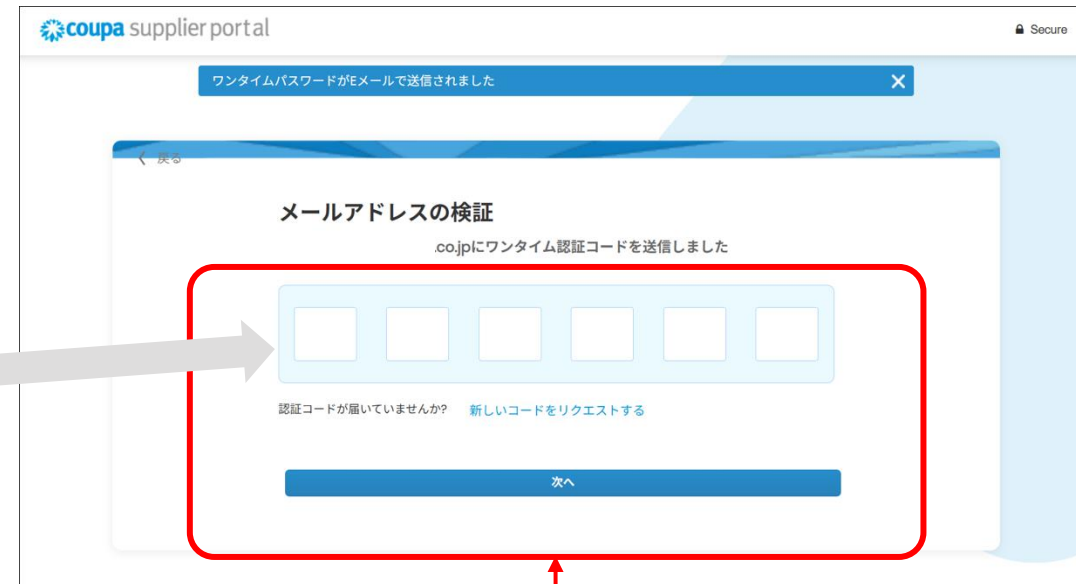 coupa supplier portal
Secure
ワンタイムパスワードがEメールで送信されました
戻る
メールアドレスの検証
.co.jpにワンタイム認証コードを送信しました
認証コードが届いていませんか? 新しいコードをリクエストする
次へ